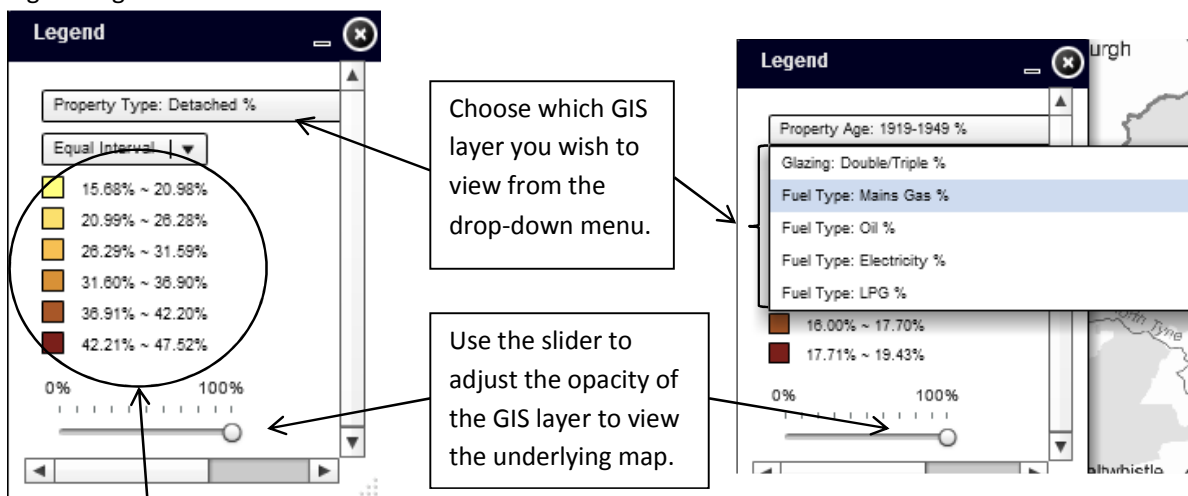 Legend
Property Type: Detached %
Equal Interval
15.68% ~ 20.98%
20.99% ~ 26.28%
26.29% ~ 31.59%
31.60% ~ 36.90%
36.91% ~ 42.20%
42.21% ~ 47.52%
0% 100%
Choose which GIS
layer you wish to
view from the
drop-down menu.
Use the slider to
adjust the opacity of
the GIS layer to view
the underlying map.
Legend
Property Age: 1919-1949 %
Glazing: Double/Triple %
Fuel Type: Mains Gas %
Fuel Type: Oil %
Fuel Type: Electricity %
Fuel Type: LPG %
16.00% ~ 17.70%
17.71% ~ 19.43%
0% 100%
urgh
North Tyne
altwhistle